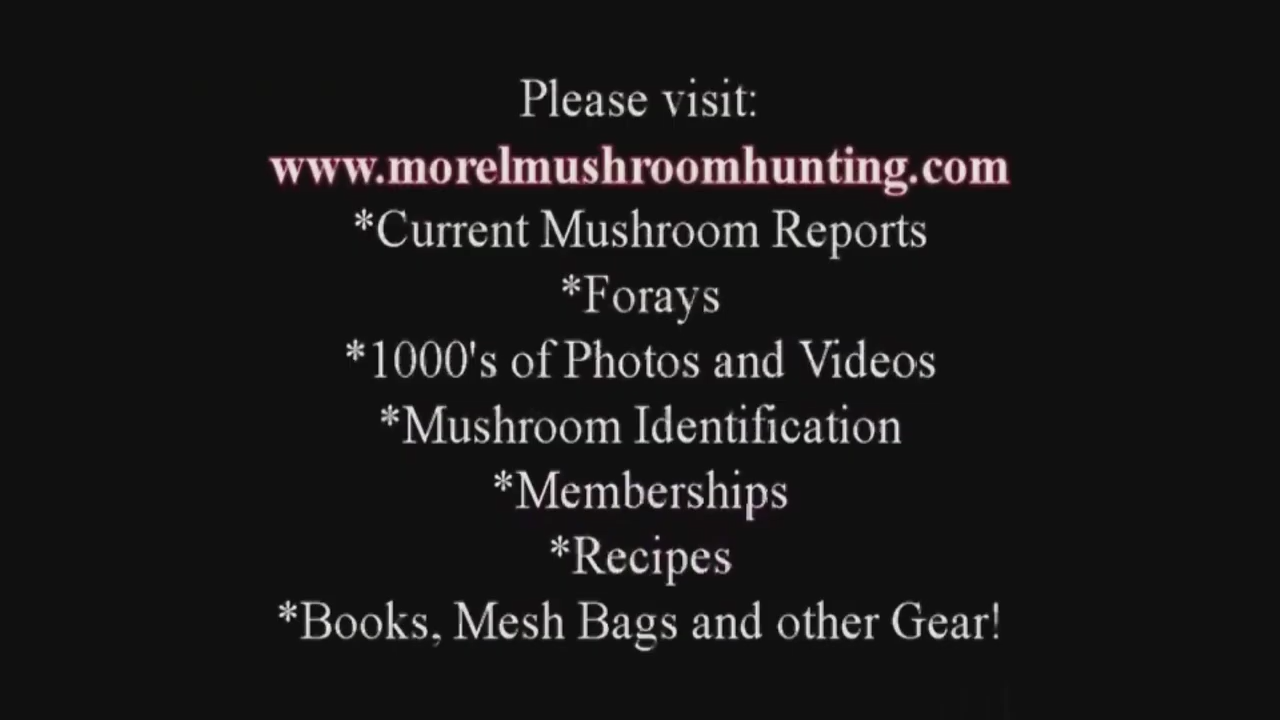 Please visit:
www.morelmushroomhunting.com
*Current Mushroom Reports
*Forays
*1000's of Photos and Videos
*Mushroom Identification
*Memberships
*Recipes
*Books, Mesh Bags and other Gear!